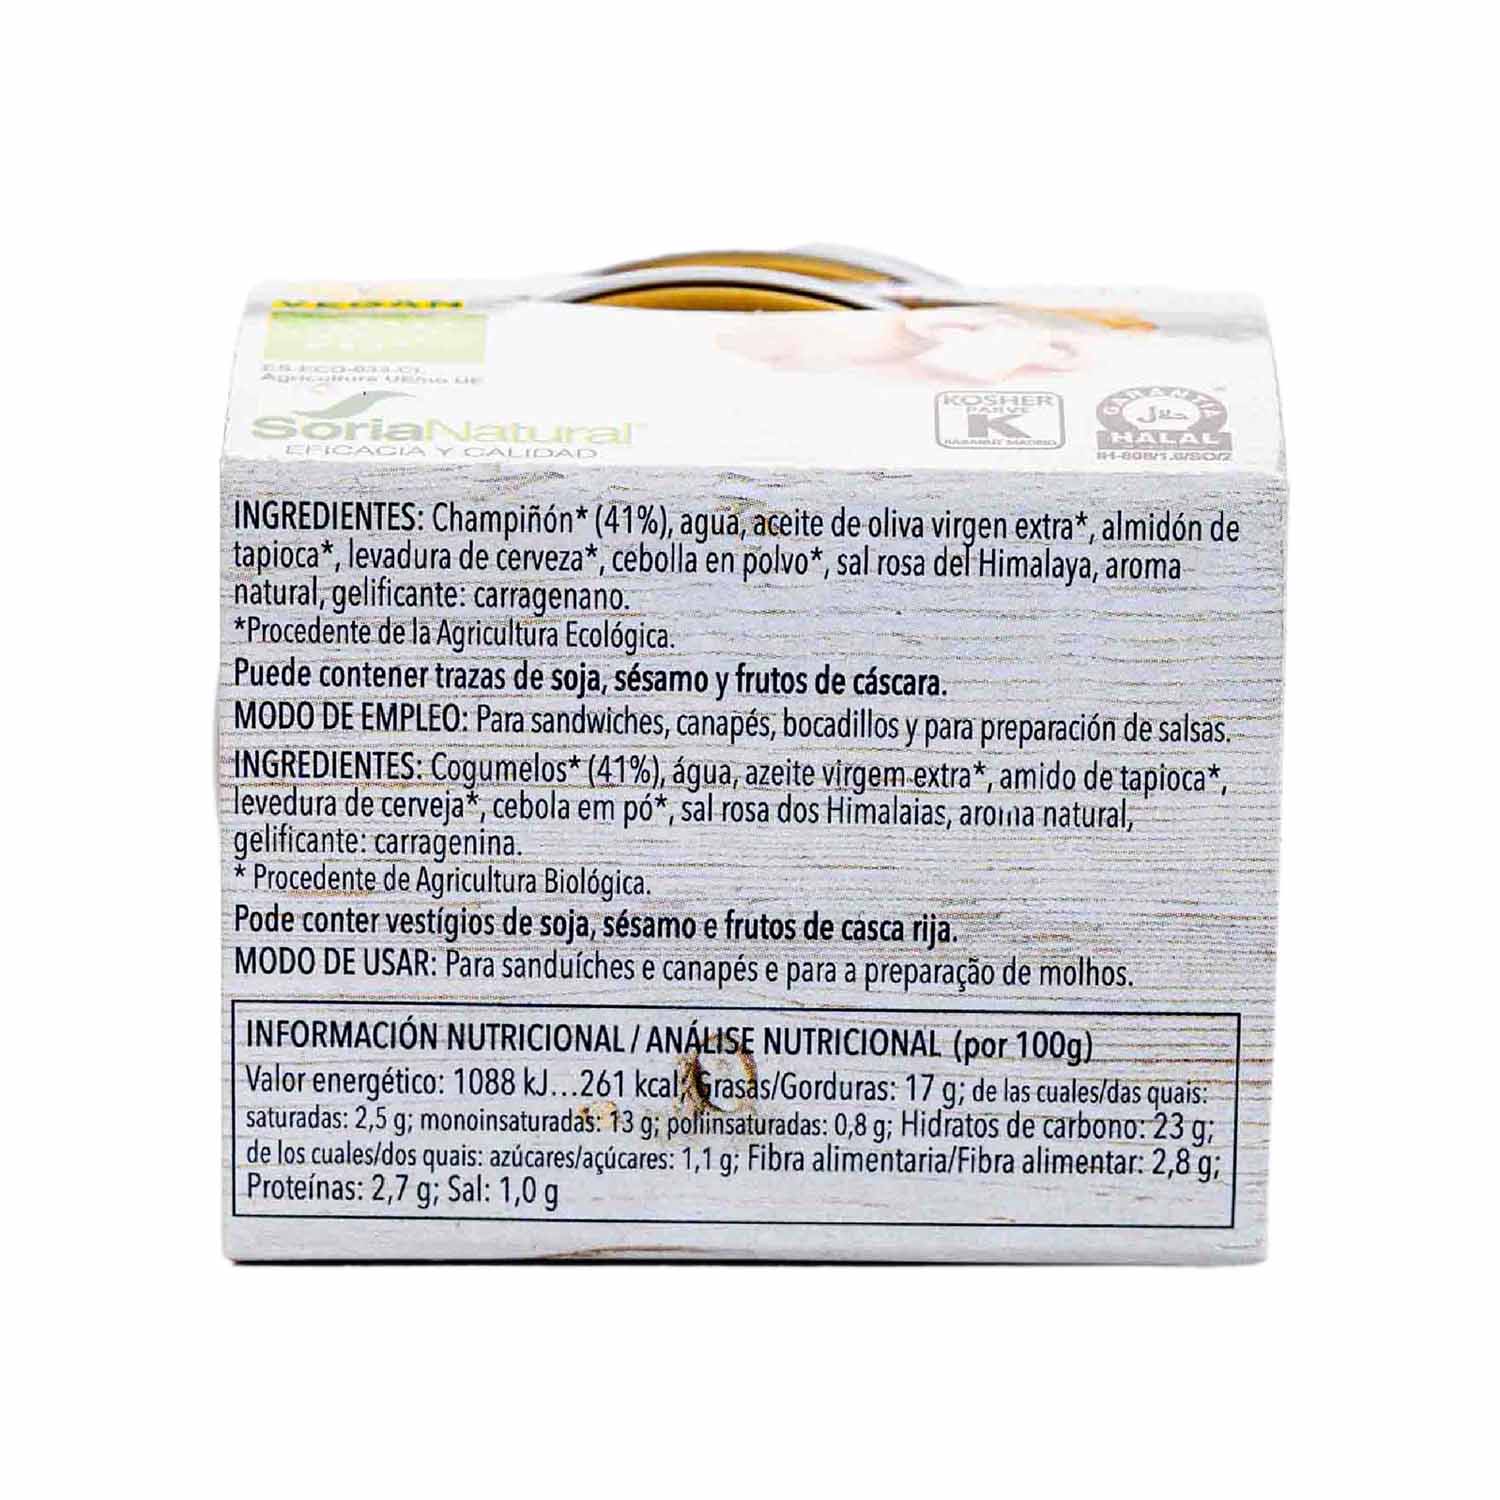 VEGAN
ES-ECO-033-CL
Agricultura UE/no UE
SoriaNatural
EFICACIA Y CALIDAD
KOSHER
PARVE
K
GARANTIA
HALAL
INGREDIENTES: Champiñón* (41%), agua, aceite de oliva virgen extra*, almidón de
tapioca*, levadura de cerveza*, cebolla en polvo*, sal rosa del Himalaya, aroma
natural, gelificante: carragenano.
*Procedente de la Agricultura Ecológica.
Puede contener trazas de soja, sésamo y frutos de cáscara.
MODO DE EMPLEO: Para sandwiches, canapés, bocadillos y para preparación de salsas.
INGREDIENTES: Cogumelos* (41%), água, azeite virgem extra*, amido de tapioca*,
levedura de cerveja*, cebola em pó*, sal rosa dos Himalaias, aroma natural,
gelificante: carragenina.
* Procedente de Agricultura Biológica.
Pode conter vestígios de soja, sésamo e frutos de casca rija.
MODO DE USAR: Para sanduíches e canapés e para a preparação de molhos.
INFORMACIÓN NUTRICIONAL / ANÁLISE NUTRICIONAL (por 100g)
Valor energético: 1088 kJ...261 kcal; Grasas/Gorduras: 17 g; de las cuales/das quais:
saturadas: 2,5 g; monoinsaturadas: 13 g; poliinsaturadas: 0,8 g; Hidratos de carbono: 23 g;
de los cuales/dos quais: azúcares/açúcares: 1,1 g; Fibra alimentaria/Fibra alimentar: 2,8 g;
Proteínas: 2,7 g; Sal: 1,0 g